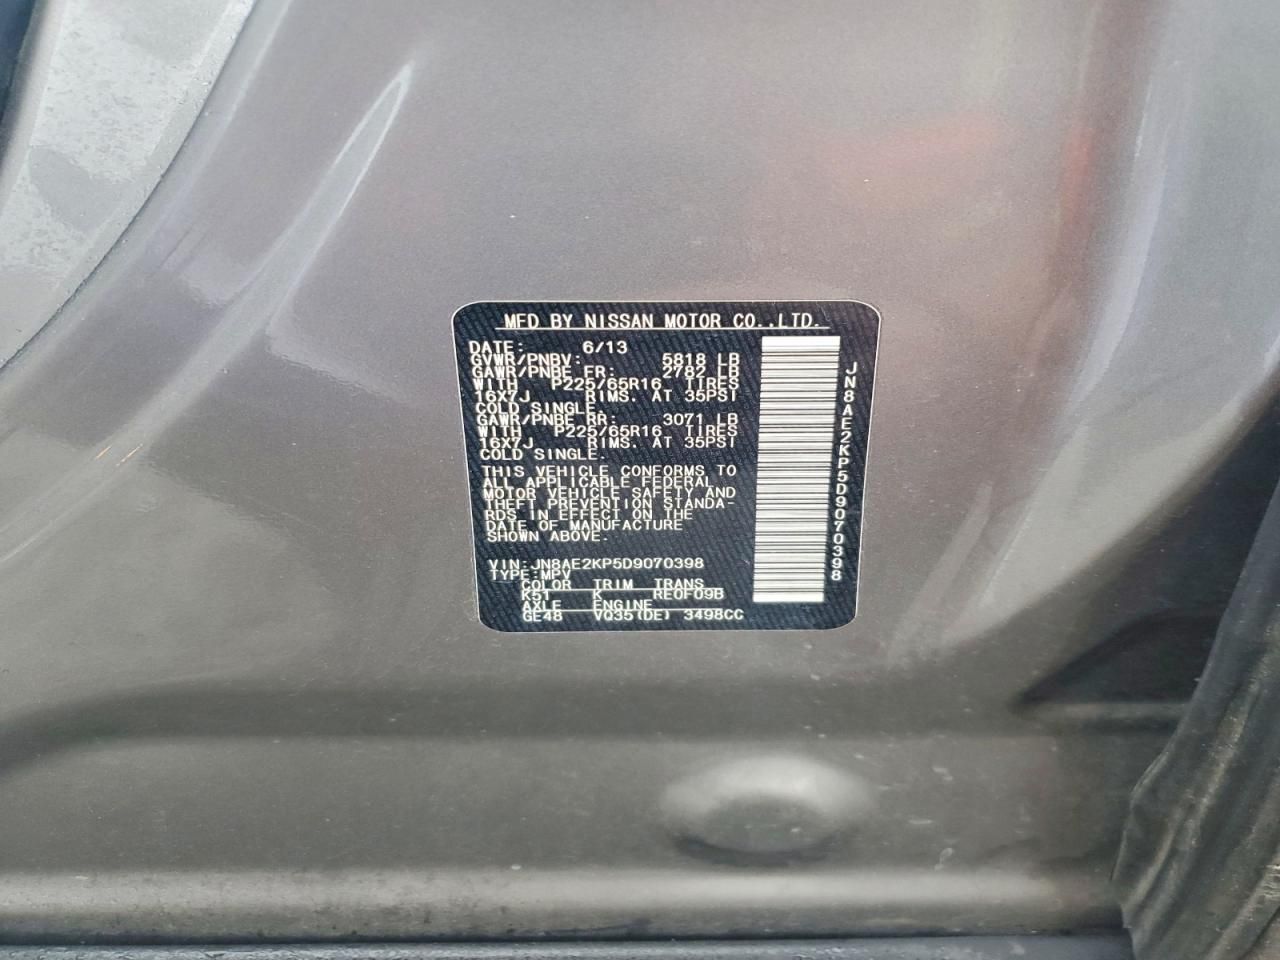 MFD BY NISSAN MOTOR CO.,LTD.
DATE: 6/13
GVWR/PNBV: 5818 LB
GAWR/PNBE FR: 2782 LB
WITH P225/65R16 TIRES
16X7J RIMS. AT 35PSI
COLD SINGLE.
GAWR/PNBE RR: 3071 LB
WITH P225/65R16 TIRES
16X7J RIMS. AT 35PSI
COLD SINGLE.
THIS VEHICLE CONFORMS TO
ALL APPLICABLE FEDERAL
MOTOR VEHICLE SAFETY AND
THEFT PREVENTION STANDA-
RDS IN EFFECT ON THE
DATE OF MANUFACTURE
SHOWN ABOVE.
VIN:JN8AE2KP5D9070398
TYPE:MPV
COLOR TRIM TRANS
K51 K RE0F09B
AXLE ENGINE
GE48 VQ35(DE) 3498CC
JN8AE2KP5D9070398